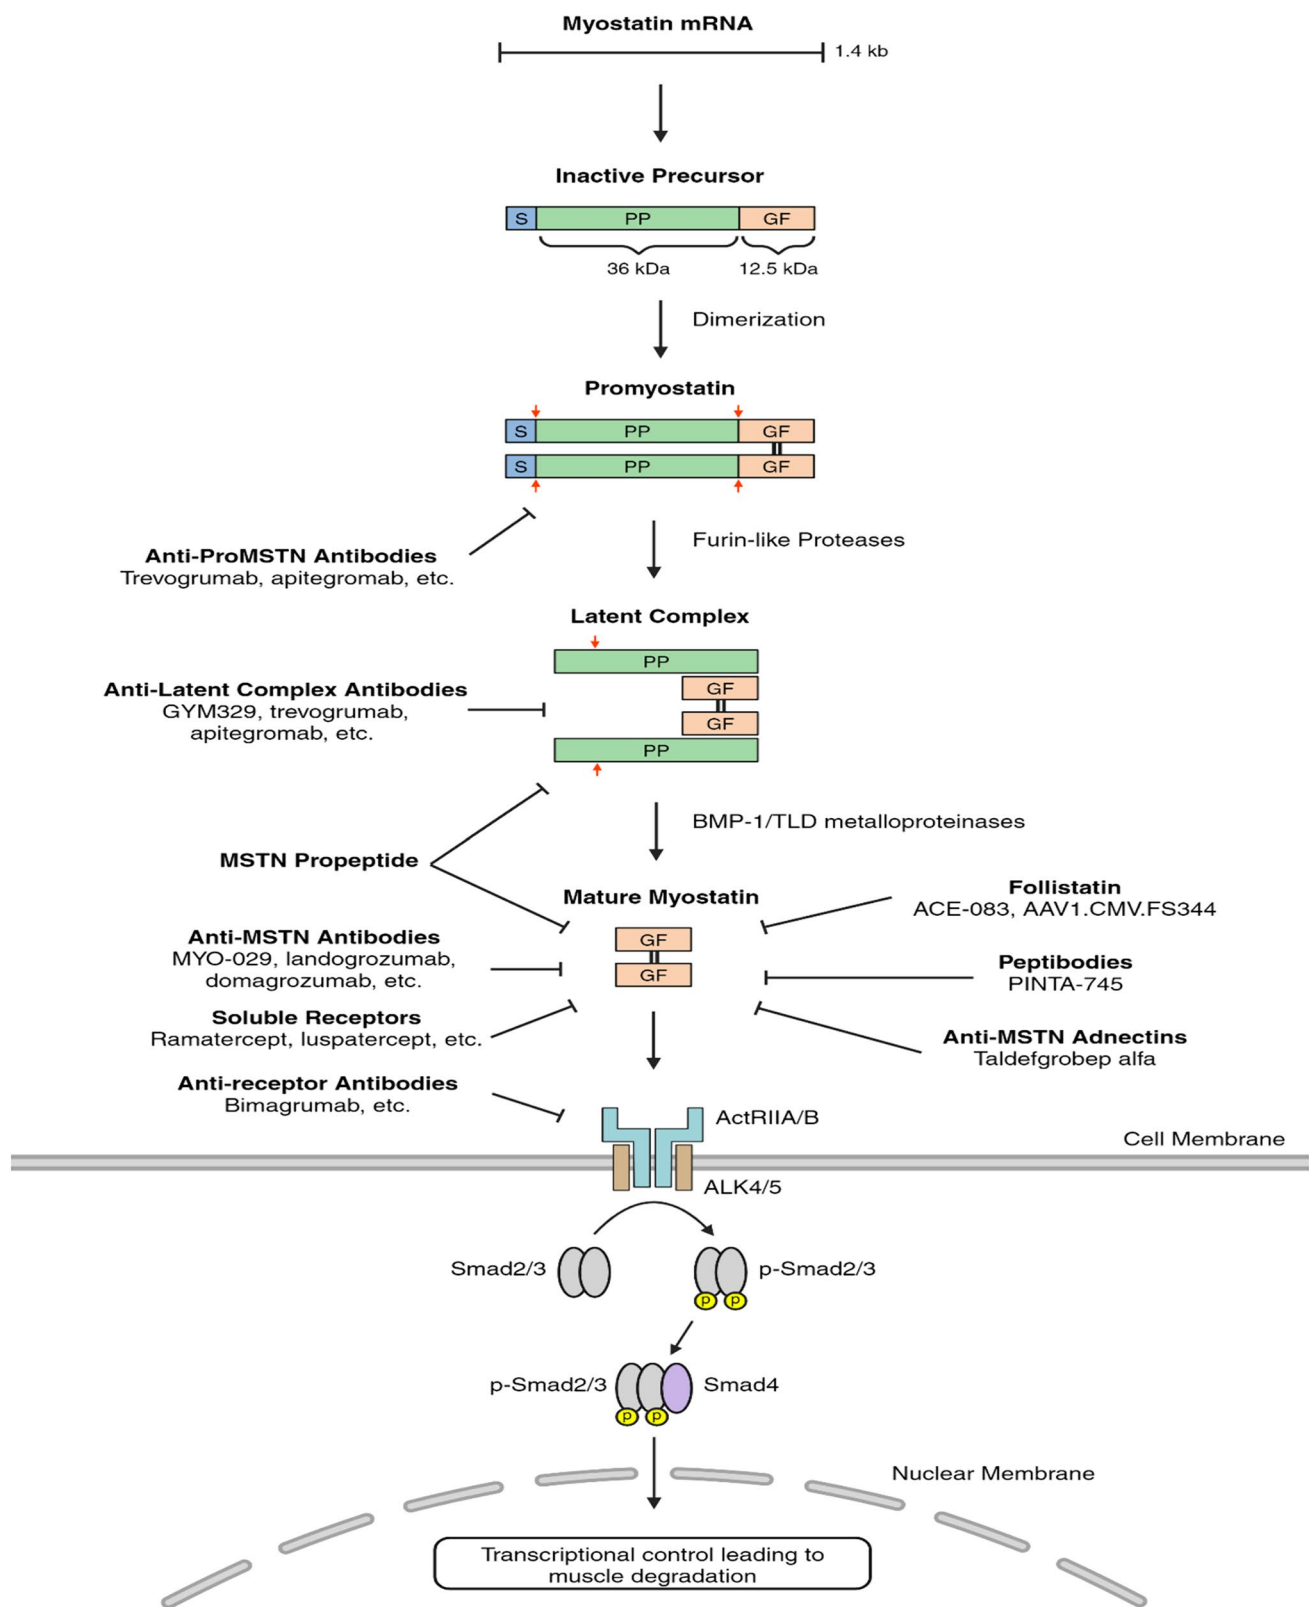 Myostatin mRNA
1.4 kb
Inactive Precursor
S PP GF
36 kDa 12.5 kDa
Dimerization
Promyostatin
S PP GF
S PP GF
Furin-like Proteases
Anti-ProMSTN Antibodies
Trevogrumab, apitegromab, etc.
Latent Complex
PP
GF
GF
PP
Anti-Latent Complex Antibodies
GYM329, trevogrumab,
apitegromab, etc.
BMP-1/TLD metalloproteinases
MSTN Propeptide
Mature Myostatin
GF
GF
Follistatin
ACE-083, AAV1.CMV.FS344
Anti-MSTN Antibodies
MYO-029, landogrozumab,
domagrozumab, etc.
Peptibodies
PINTA-745
Soluble Receptors
Ramatercept, luspatercept, etc.
Anti-MSTN Adnectins
Taldefgrobep alfa
Anti-receptor Antibodies
Bimagrumab, etc.
ActRIIA/B
Cell Membrane
ALK4/5
Smad2/3
p-Smad2/3
p p
p-Smad2/3
Smad4
p p
Nuclear Membrane
Transcriptional control leading to
muscle degradation